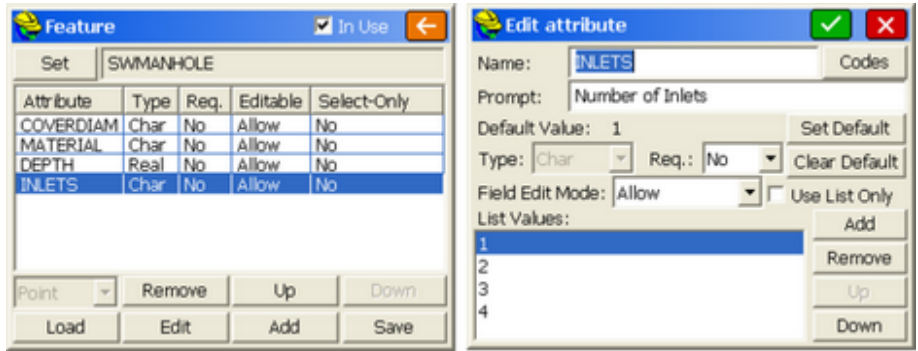 Feature In Use
Set SWMANHOLE
Attribute Type Req. Editable Select-Only
COVERDIAM Char No Allow No
MATERIAL Char No Allow No
DEPTH Real No Allow No
INLETS Char No Allow No
Point Remove Up Down
Load Edit Add Save
Edit attribute
Name: INLETS Codes
Prompt: Number of Inlets
Default Value: 1 Set Default
Type: Char Req.: No Clear Default
Field Edit Mode: Allow Use List Only
List Values: Add
1
2 Remove
3 Up
4 Down